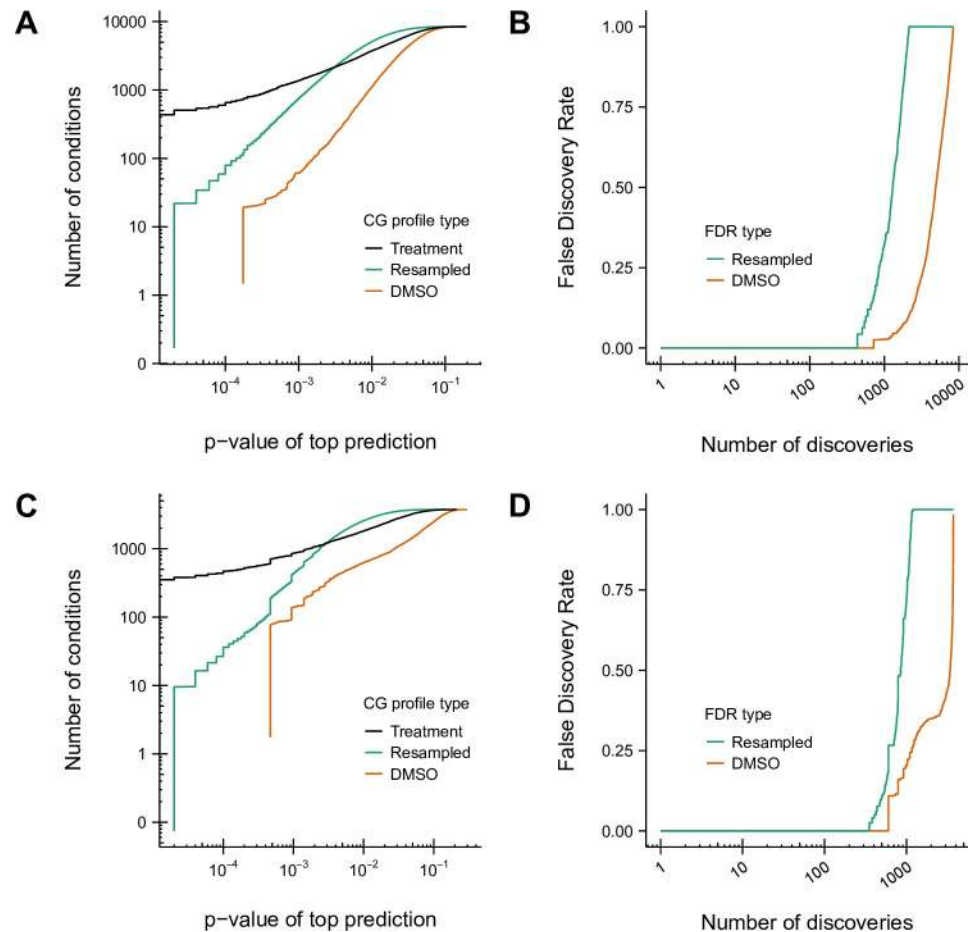 A
Number of conditions
10000
1000
100
10
1
0
CG profile type
Treatment
Resampled
DMSO
10⁻⁴
10⁻³
10⁻²
10⁻¹
p−value of top prediction
B
False Discovery Rate
1.00
0.75
0.50
0.25
0.00
FDR type
Resampled
DMSO
1
10
100
1000
10000
Number of discoveries
C
Number of conditions
1000
100
10
1
0
CG profile type
Treatment
Resampled
DMSO
10⁻⁴
10⁻³
10⁻²
10⁻¹
p−value of top prediction
D
False Discovery Rate
1.00
0.75
0.50
0.25
0.00
FDR type
Resampled
DMSO
1
10
100
1000
Number of discoveries